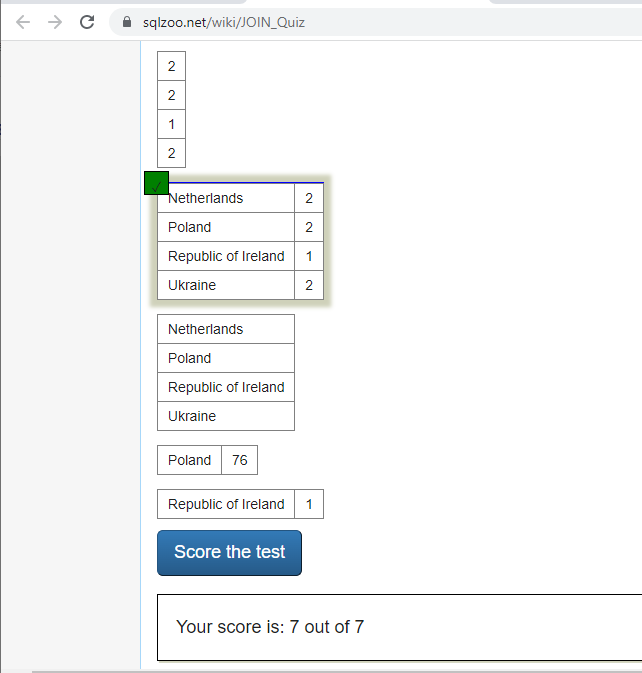 sqlzoo.net/wiki/JOIN_Quiz
2
2
1
2
Netherlands 2
Poland 2
Republic of Ireland 1
Ukraine 2
Netherlands
Poland
Republic of Ireland
Ukraine
Poland 76
Republic of Ireland 1
Score the test
Your score is: 7 out of 7